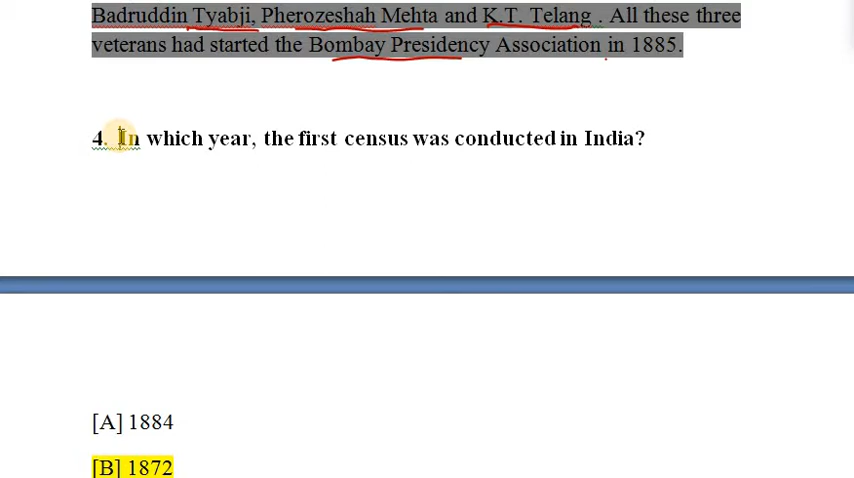 Badruddin Tyabji, Pherozeshah Mehta and K.T. Telang . All these three
veterans had started the Bombay Presidency Association in 1885.
4. In which year, the first census was conducted in India?
[A] 1884
[B] 1872